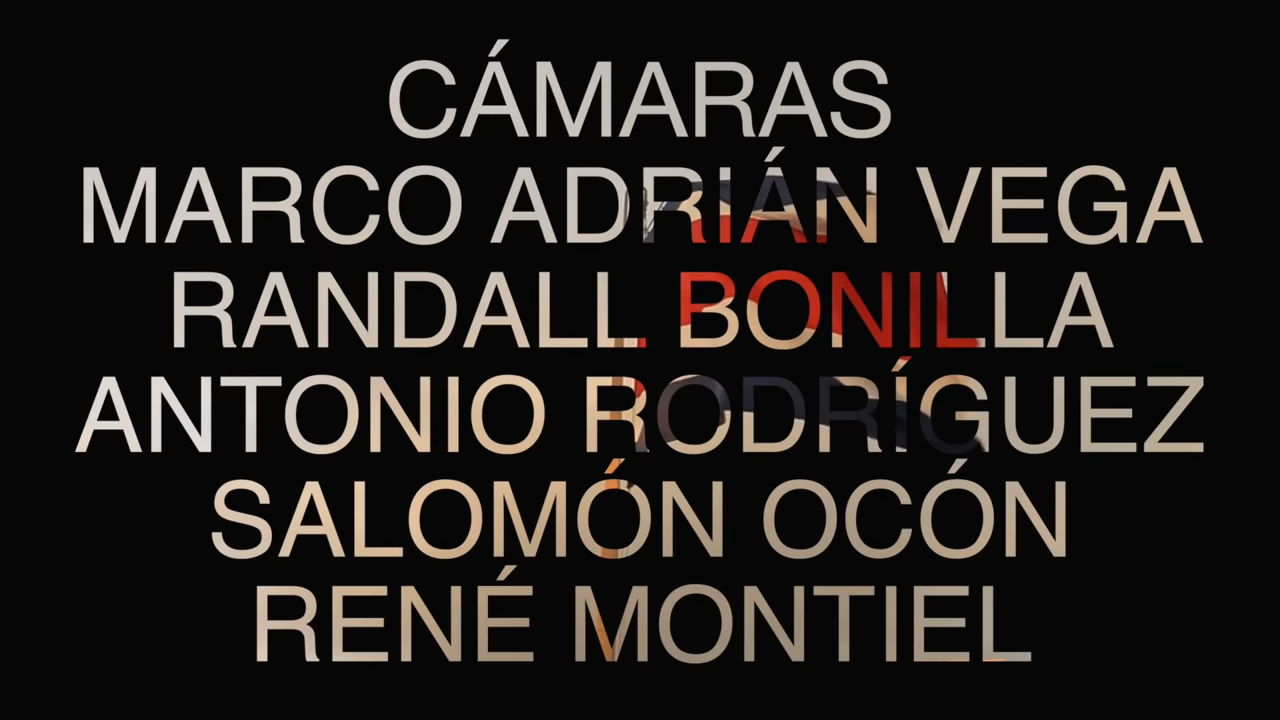 CÁMARAS
MARCO ADRIÁN VEGA
RANDALL BONILLA
ANTONIO RODRÍGUEZ
SALOMÓN OCÓN
RENÉ MONTIEL